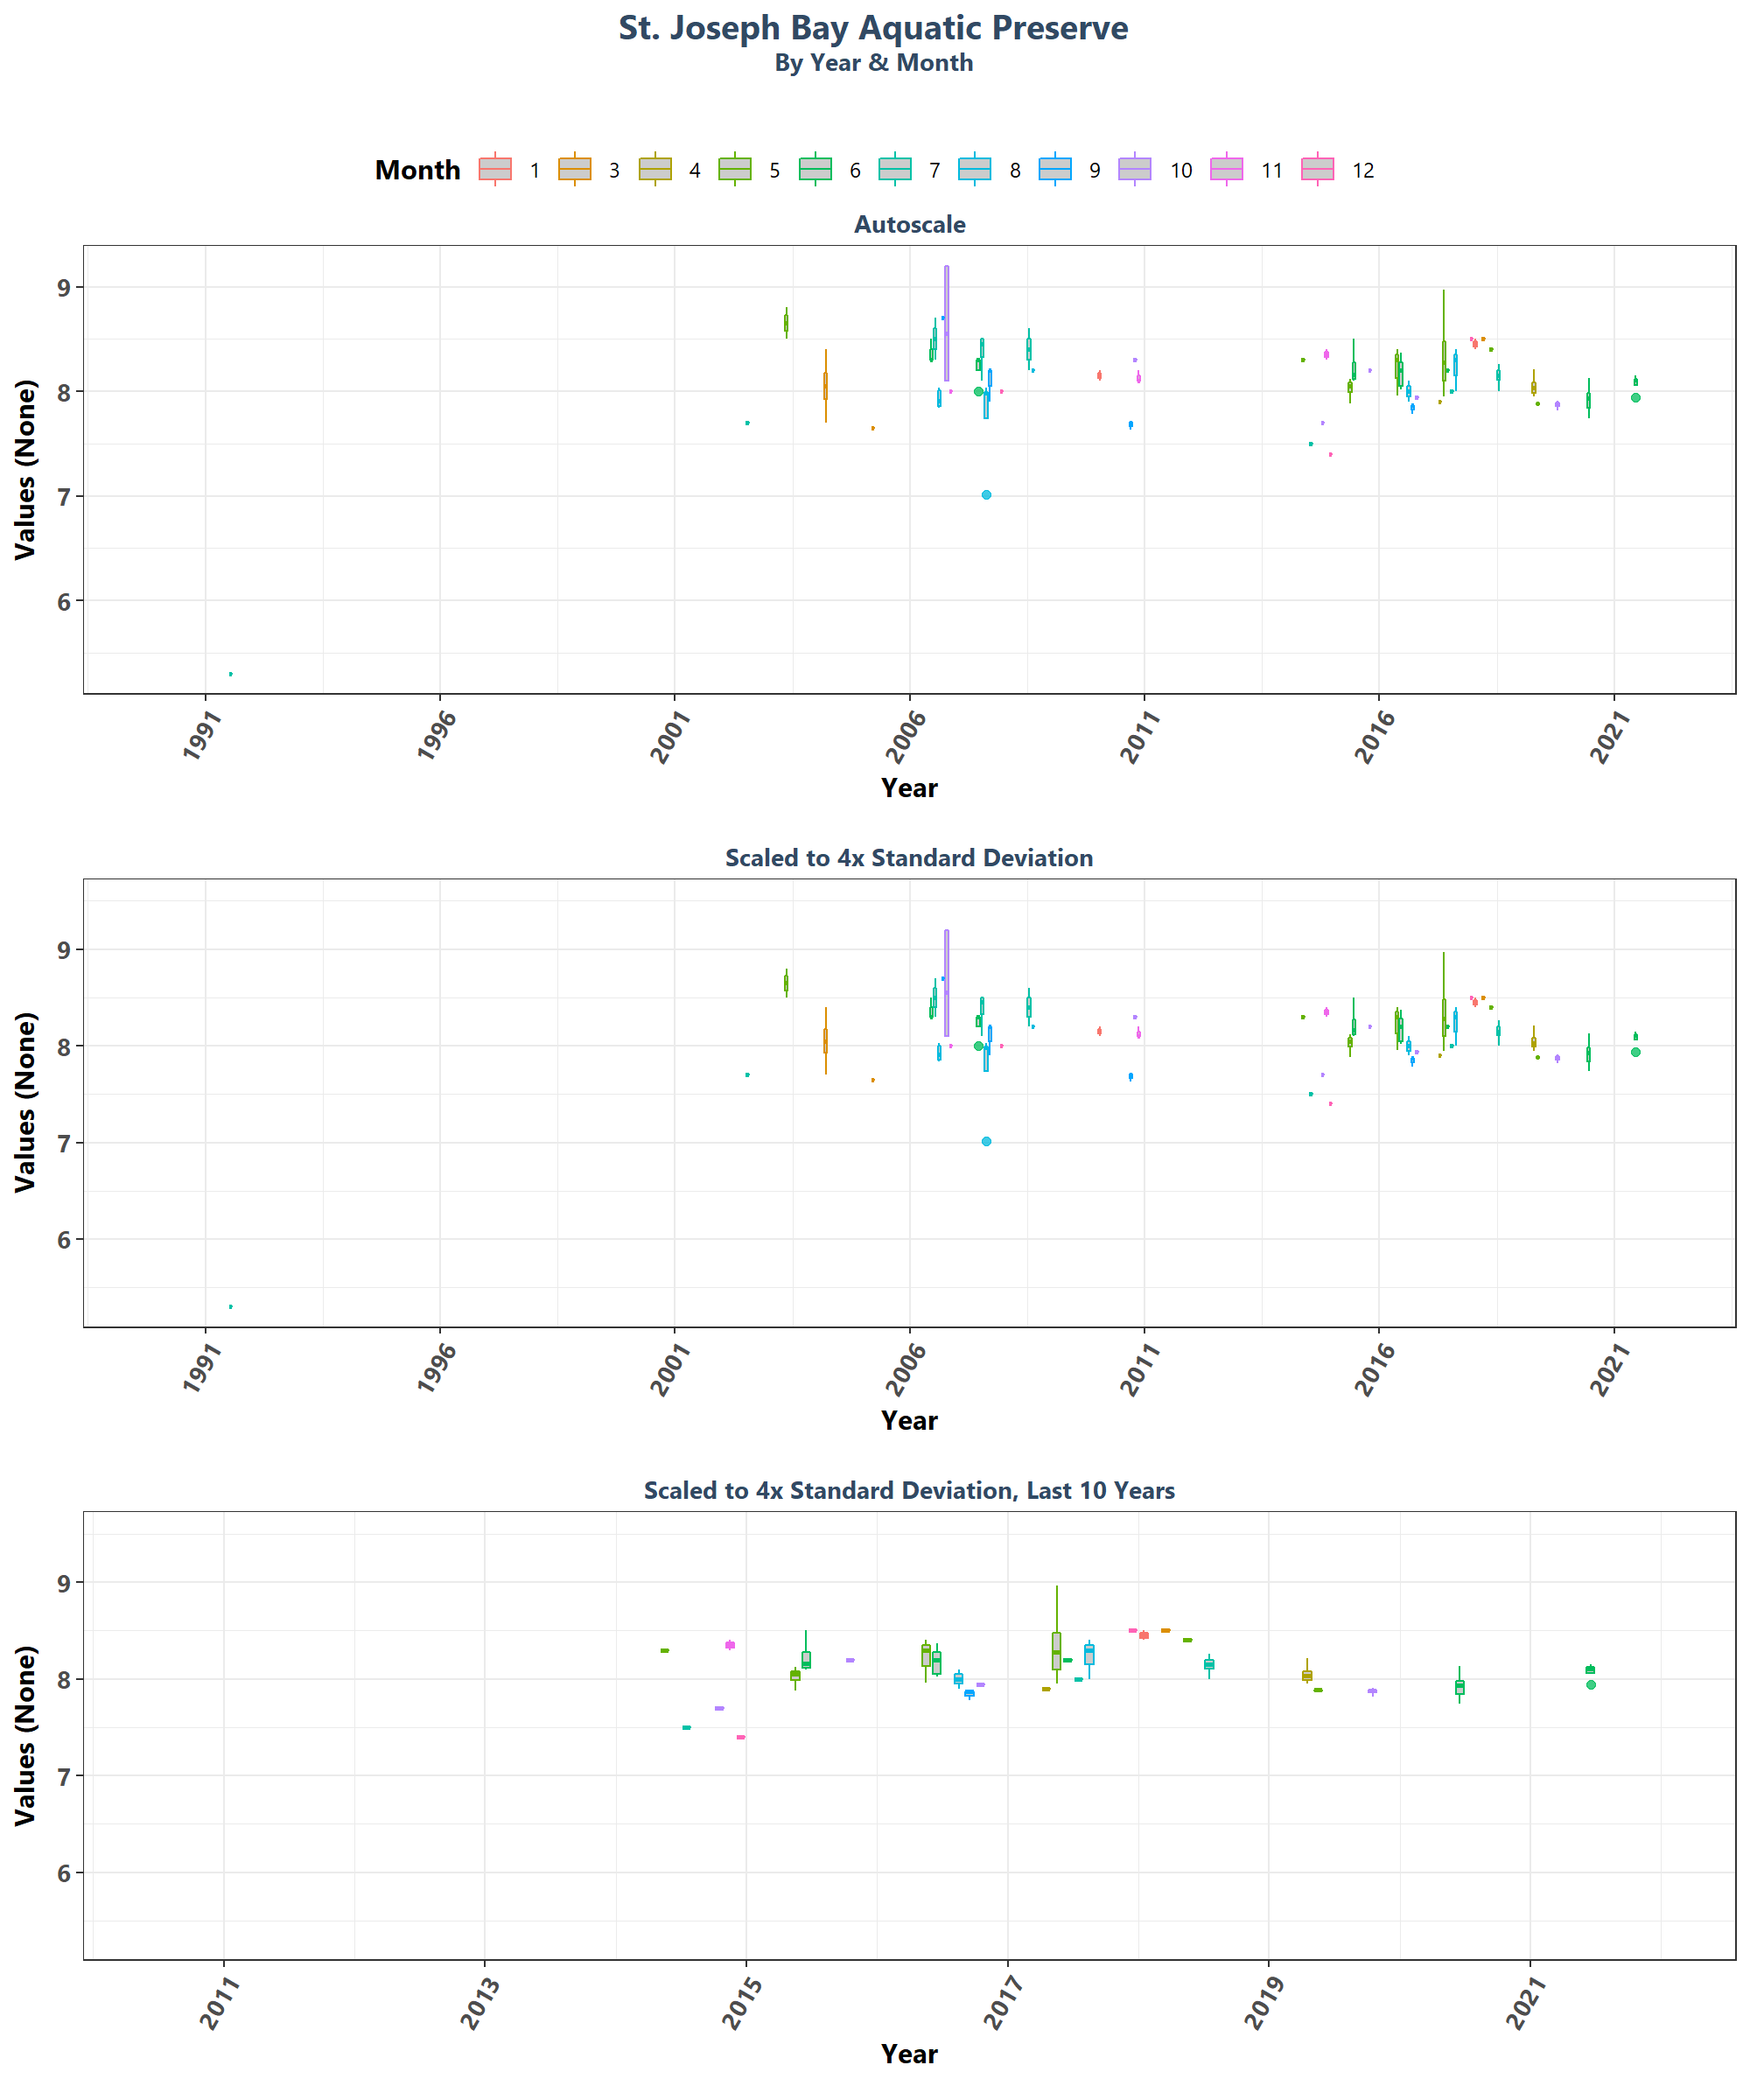 St. Joseph Bay Aquatic Preserve
By Year & Month
Month 1 3 4 5 6 7 8 9 10 11 12
Autoscale
Values (None)
9
8
7
6
1991 1996 2001 2006 2011 2016 2021
Year
Scaled to 4x Standard Deviation
Values (None)
9
8
7
6
1991 1996 2001 2006 2011 2016 2021
Year
Scaled to 4x Standard Deviation, Last 10 Years
Values (None)
9
8
7
6
2011 2013 2015 2017 2019 2021
Year